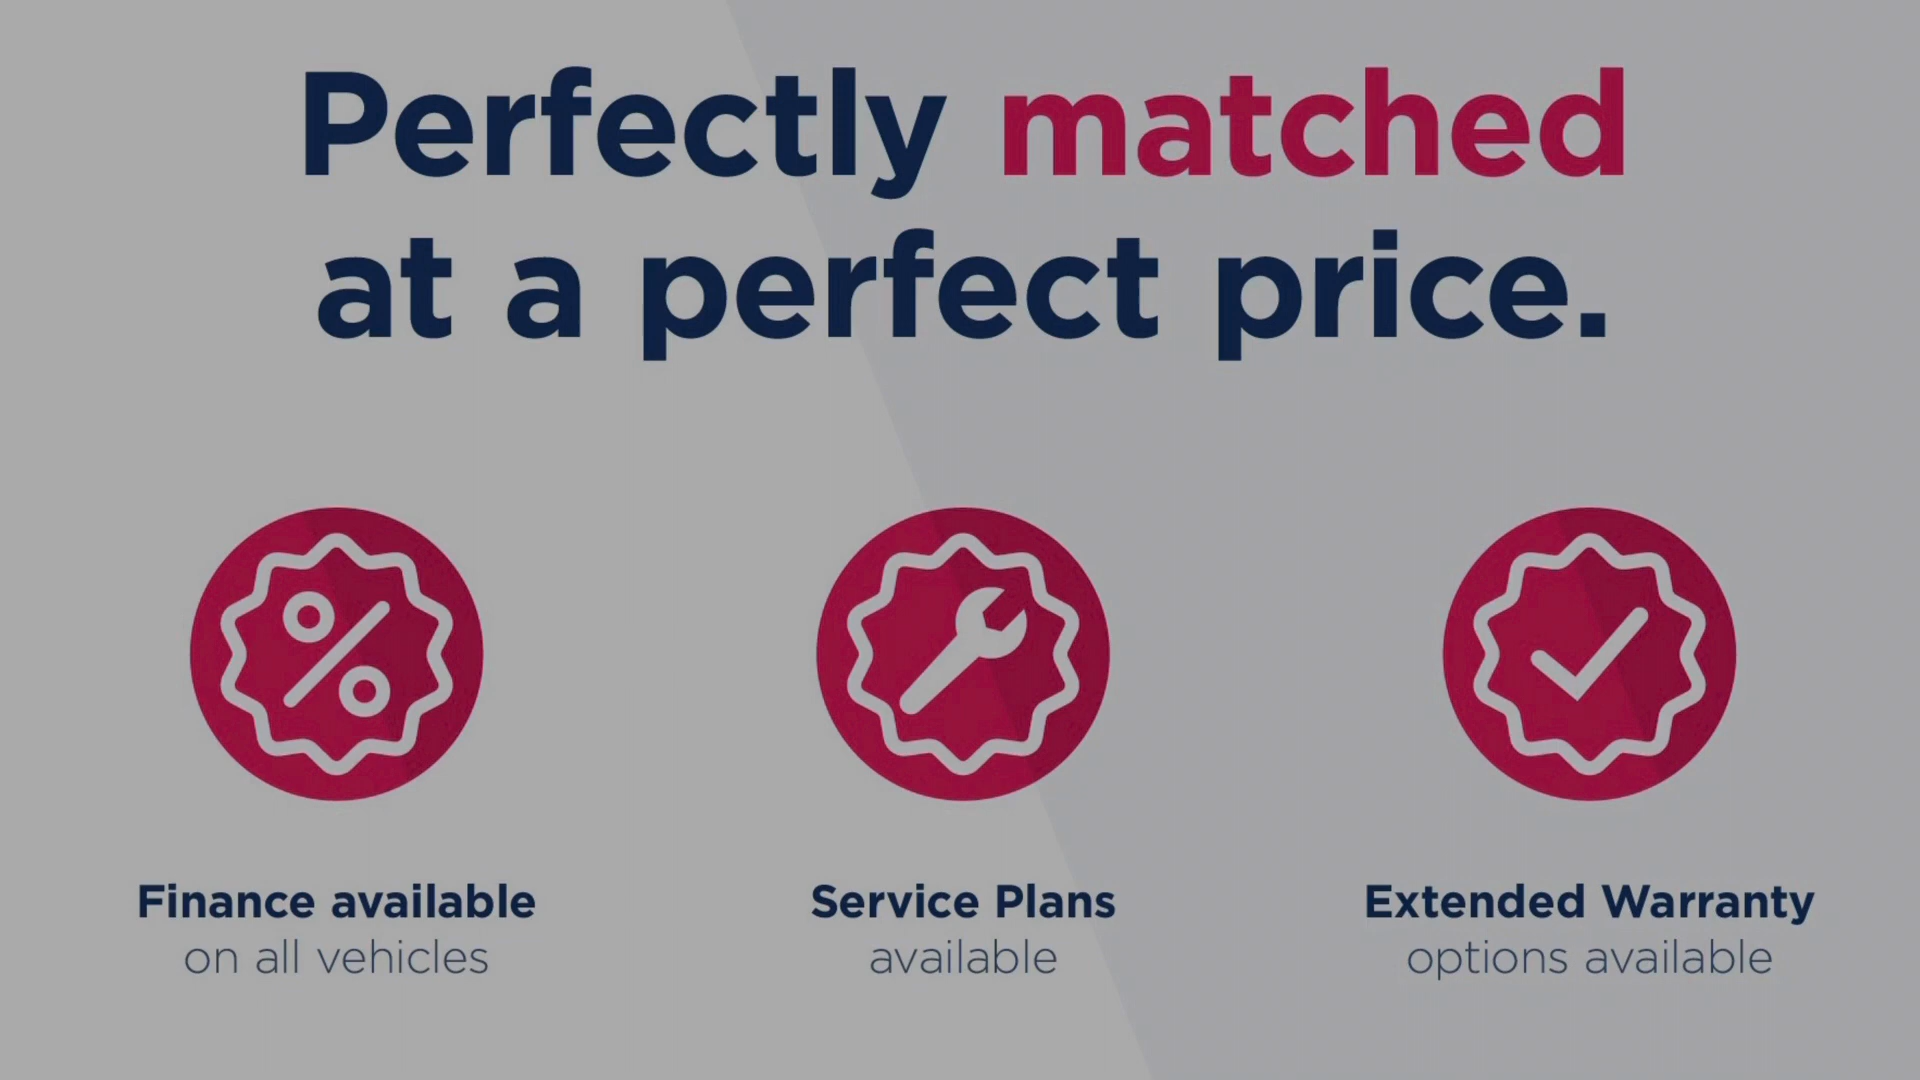 Perfectly matched
at a perfect price.
Finance available
on all vehicles
Service Plans
available
Extended Warranty
options available